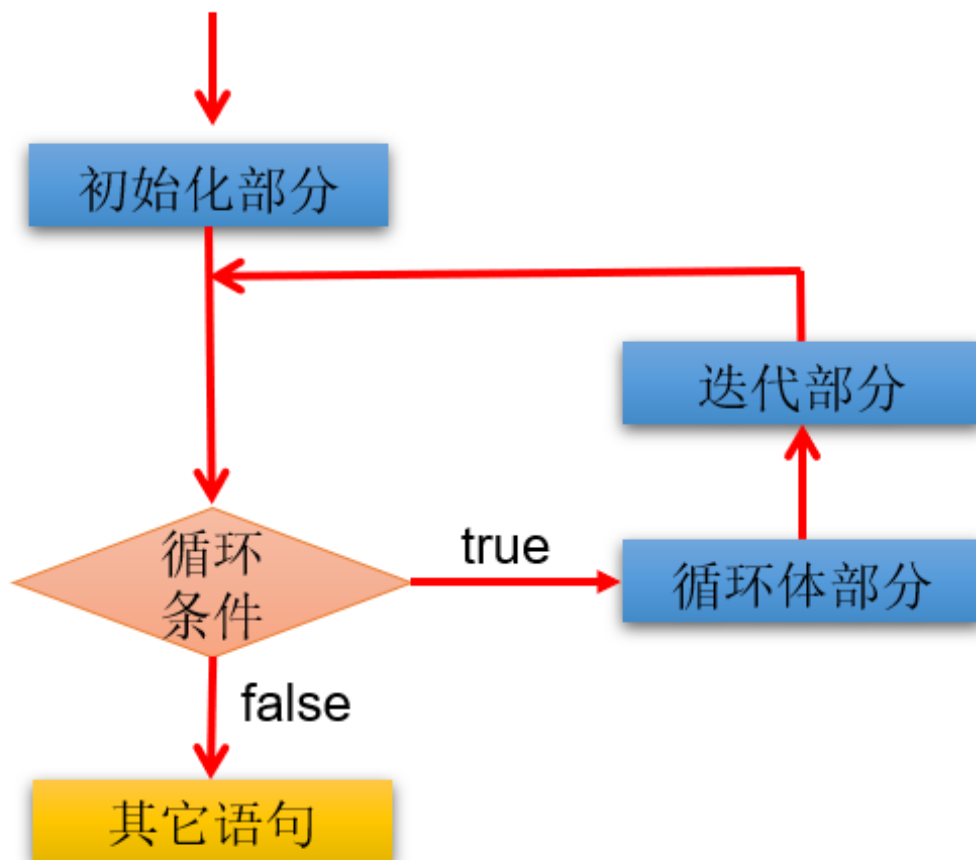 初始化部分
迭代部分
循环
条件
true
循环体部分
false
其它语句